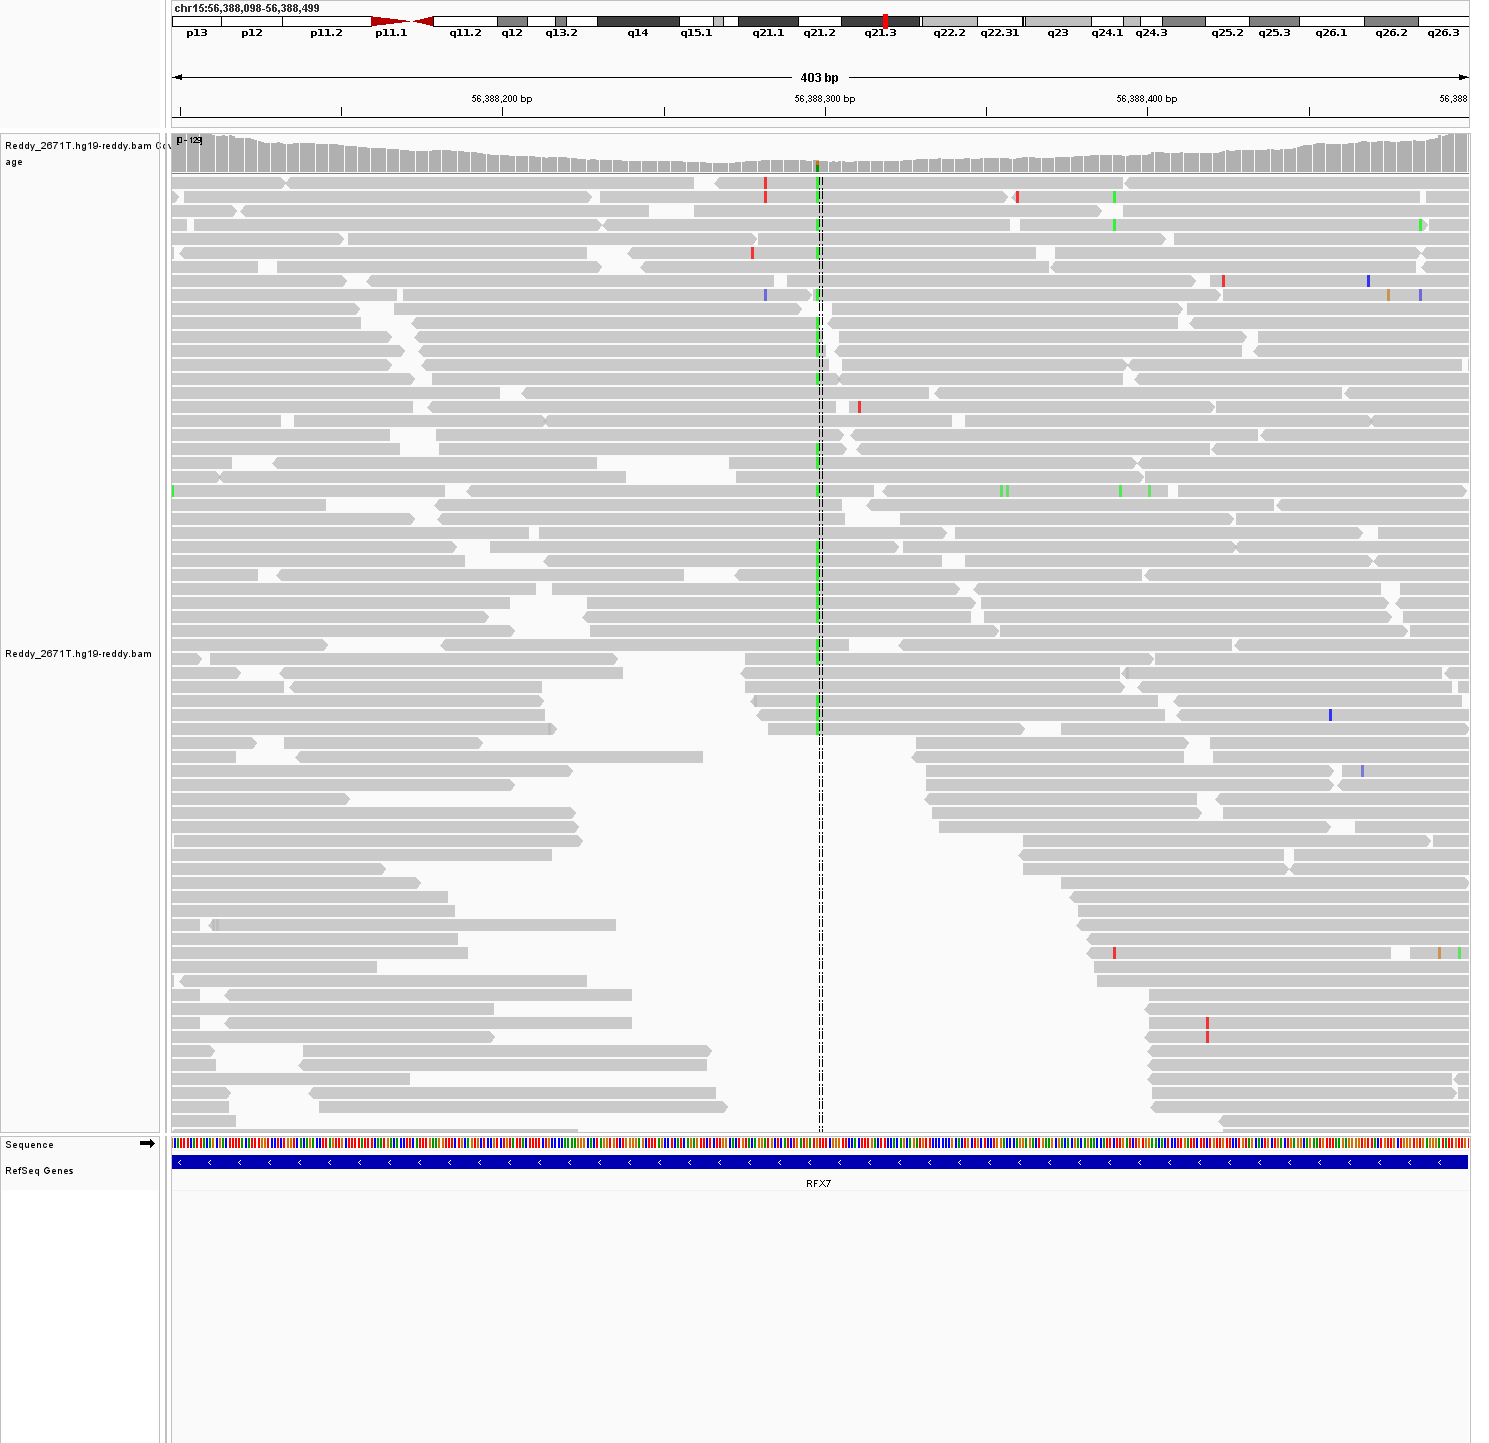 chr15:56,388,098-56,388,499
p13 p12 p11.2 p11.1 q11.2 q12 q13.2 q14 q15.1 q21.1 q21.2 q21.3 q22.2 q22.31 q23 q24.1 q24.3 q25.2 q25.3 q26.1 q26.2 q26.3
403 bp
56,388,200 bp 56,388,300 bp 56,388,400 bp 56,388
Reddy_2671T.hg19-reddy.bam Cov
age
[0 - 129]
Reddy_2671T.hg19-reddy.bam
Sequence
RefSeq Genes
RFX7